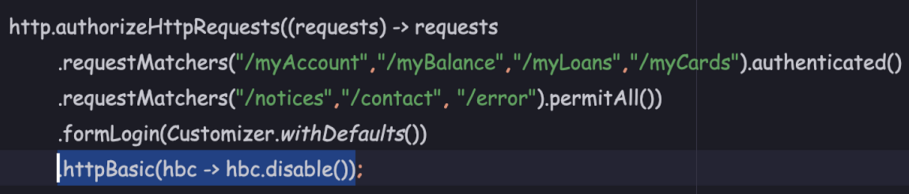 http.authorizeHttpRequests((requests) -> requests
.requestMatchers("/myAccount","/myBalance","/myLoans","/myCards").authenticated()
.requestMatchers("/notices","/contact", "/error").permitAll())
.formLogin(Customizer.withDefaults())
.httpBasic(hbc -> hbc.disable());